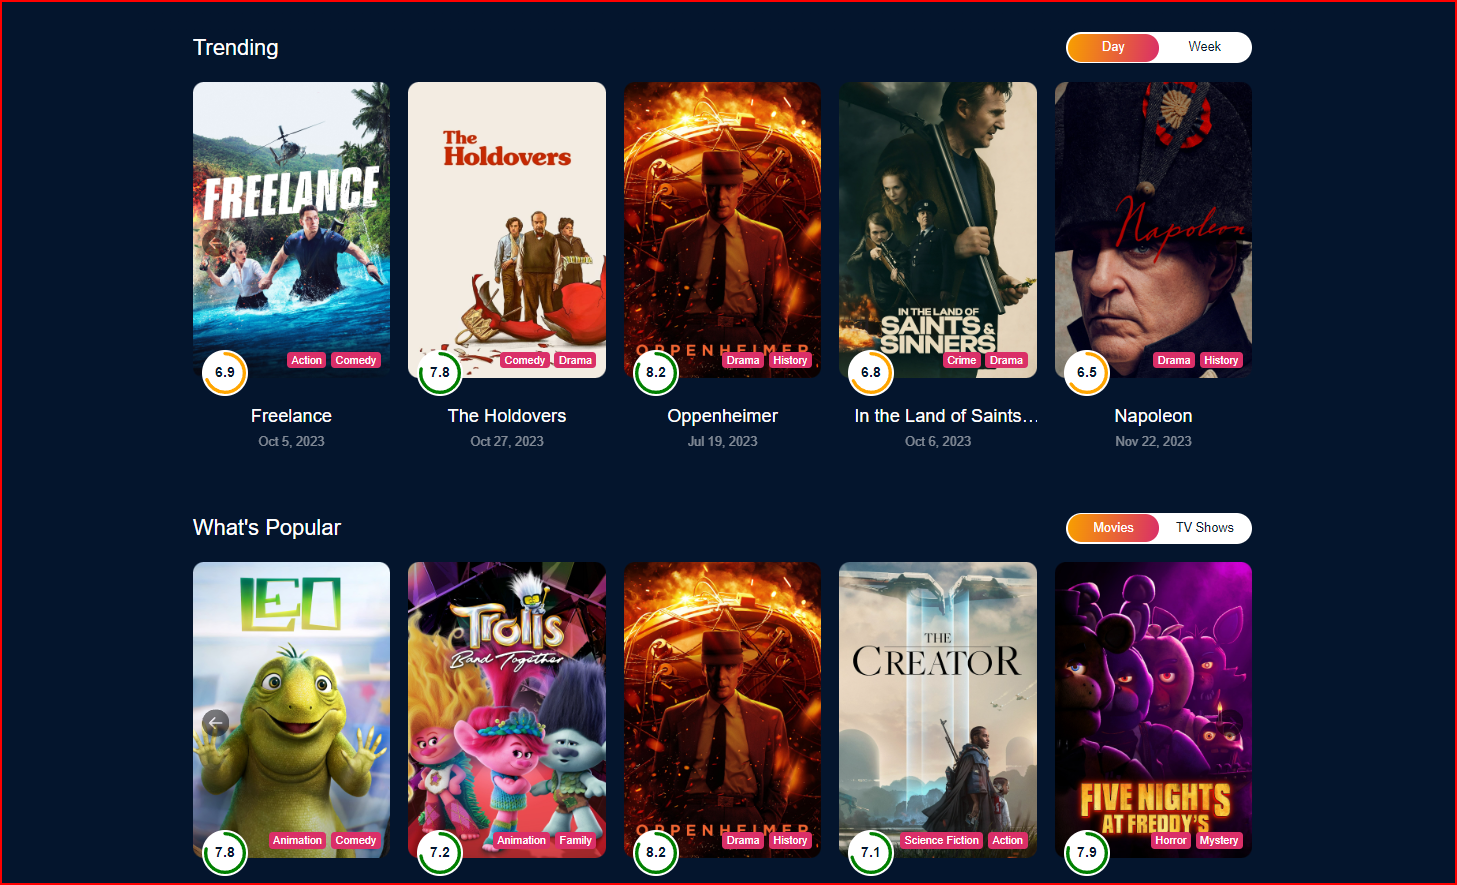 Trending
Day Week
FREELANCE
The
Holdovers
OPPENHEIMER
IN THE LAND OF
SAINTS &
SINNERS
Napoleon
Action Comedy
Comedy Drama
Drama History
Crime Drama
Drama History
6.9
7.8
8.2
6.8
6.5
Freelance
The Holdovers
Oppenheimer
In the Land of Saints…
Napoleon
Oct 5, 2023
Oct 27, 2023
Jul 19, 2023
Oct 6, 2023
Nov 22, 2023
What's Popular
Movies TV Shows
LEO
Trolls
Band Together
OPPENHEIMER
THE
CREATOR
FIVE NIGHTS
AT FREDDY'S
Animation Comedy
Animation Family
Drama History
Science Fiction Action
Horror Mystery
7.8
7.2
8.2
7.1
7.9